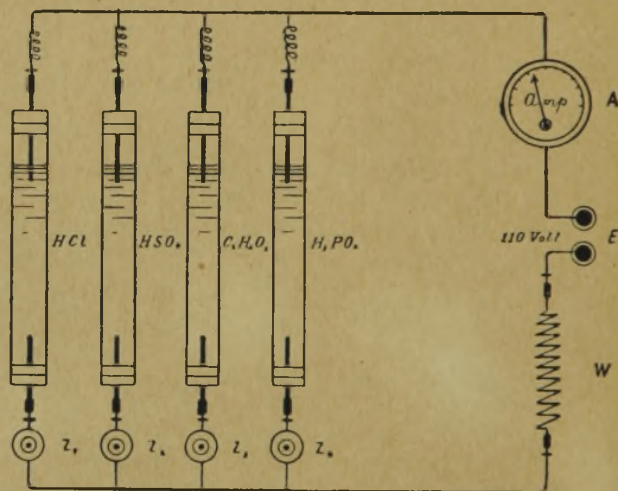 Amp
A
HCl
HSO₄
C₂H₄O₂
H₃PO₄
110 Volt
E
W
Z₁
Z₂
Z₃
Z₄